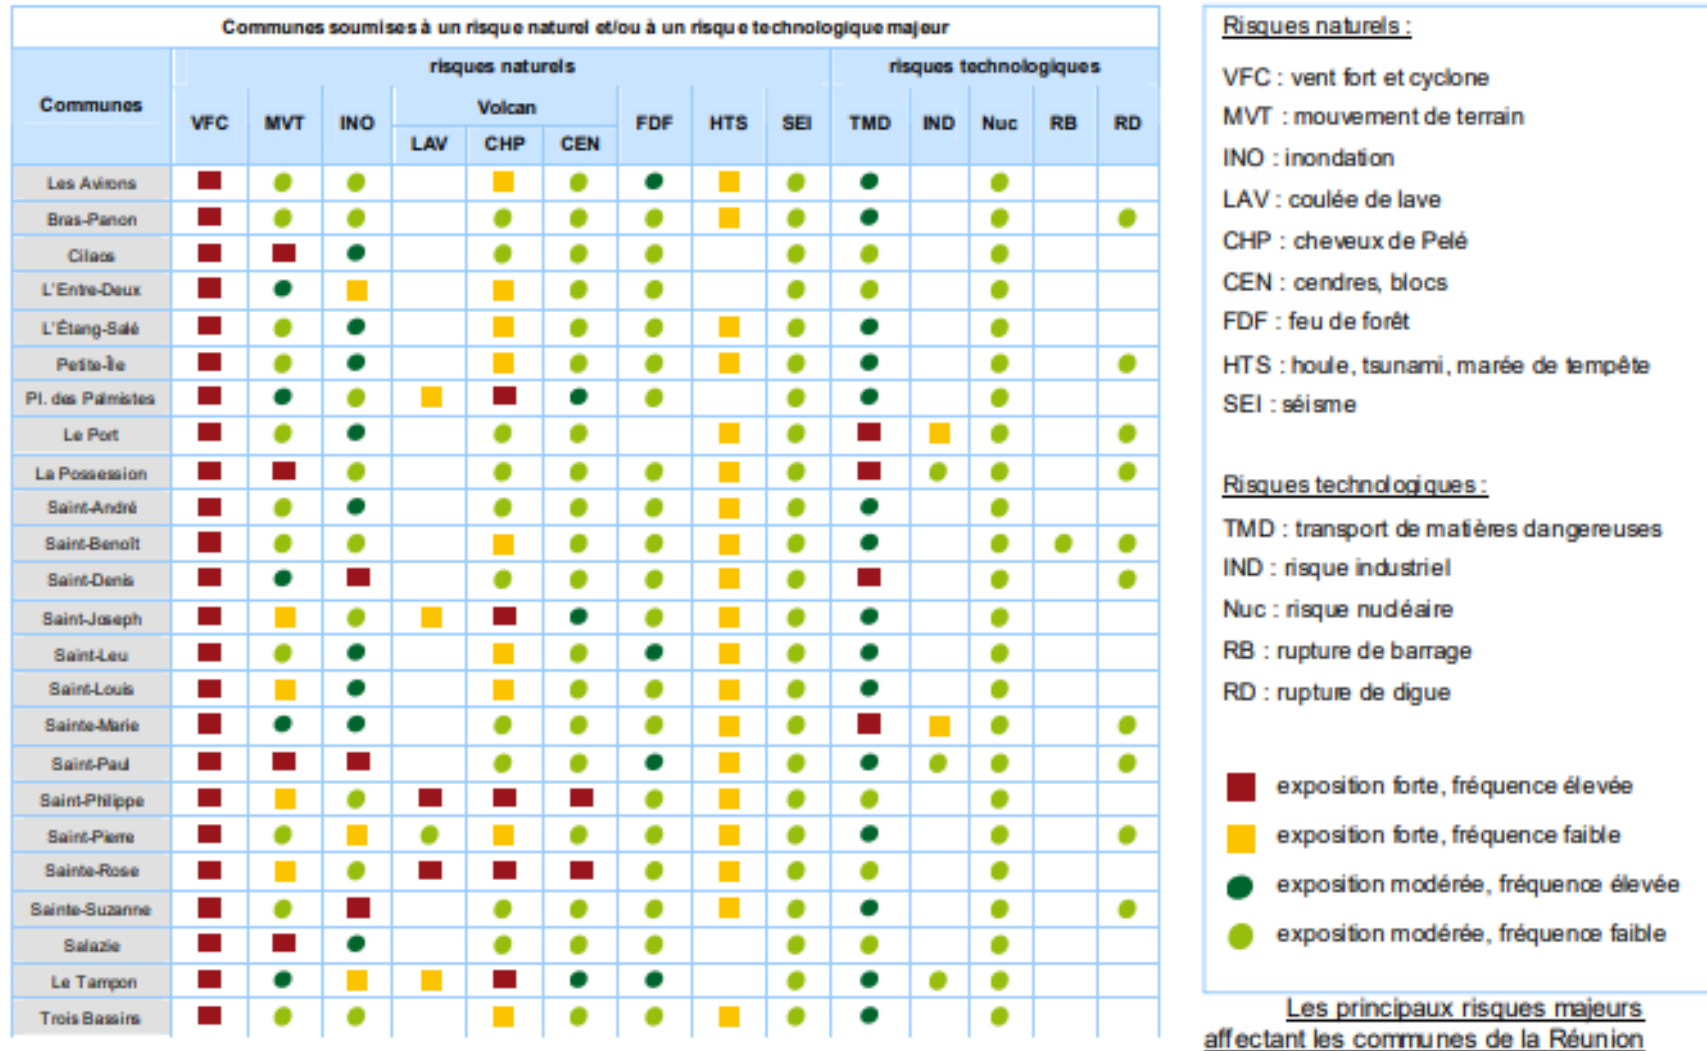 Communes soumises à un risque naturel et/ou à un risque technologique majeur
Communes
risques naturels
risques technologiques
VFC
MVT
INO
Volcan
FDF
HTS
SEI
TMD
IND
Nuc
RB
RD
LAV
CHP
CEN
Les Avirons
Bras-Panon
Cilaos
L'Entre-Deux
L'Étang-Salé
Petite-Île
Pl. des Palmistes
Le Port
La Possession
Saint-André
Saint-Benoît
Saint-Denis
Saint-Joseph
Saint-Leu
Saint-Louis
Sainte-Marie
Saint-Paul
Saint-Philippe
Saint-Pierre
Sainte-Rose
Sainte-Suzanne
Salazie
Le Tampon
Trois Bassins
Risques naturels :
VFC : vent fort et cyclone
MVT : mouvement de terrain
INO : inondation
LAV : coulée de lave
CHP : cheveux de Pelé
CEN : cendres, blocs
FDF : feu de forêt
HTS : houle, tsunami, marée de tempête
SEI : séisme
Risques technologiques :
TMD : transport de matières dangereuses
IND : risque industriel
Nuc : risque nucléaire
RB : rupture de barrage
RD : rupture de digue
exposition forte, fréquence élevée
exposition forte, fréquence faible
exposition modérée, fréquence élevée
exposition modérée, fréquence faible
Les principaux risques majeurs
affectant les communes de la Réunion